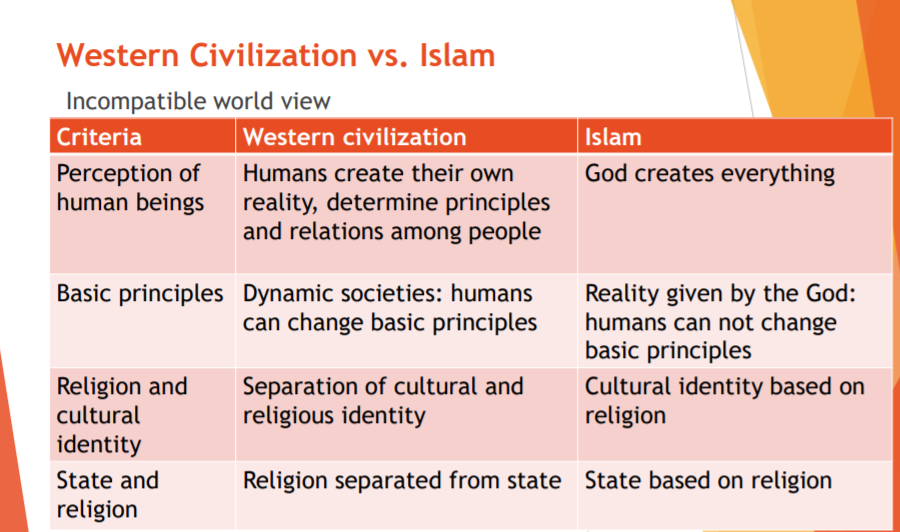 Western Civilization vs. Islam
Incompatible world view
Criteria
Western civilization
Islam
Perception of
human beings
Humans create their own
reality, determine principles
and relations among people
God creates everything
Basic principles
Dynamic societies: humans
can change basic principles
Reality given by the God:
humans can not change
basic principles
Religion and
cultural
identity
Separation of cultural and
religious identity
Cultural identity based on
religion
State and
religion
Religion separated from state
State based on religion